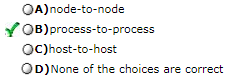 A)node-to-node
B)process-to-process
C)host-to-host
D)None of the choices are correct